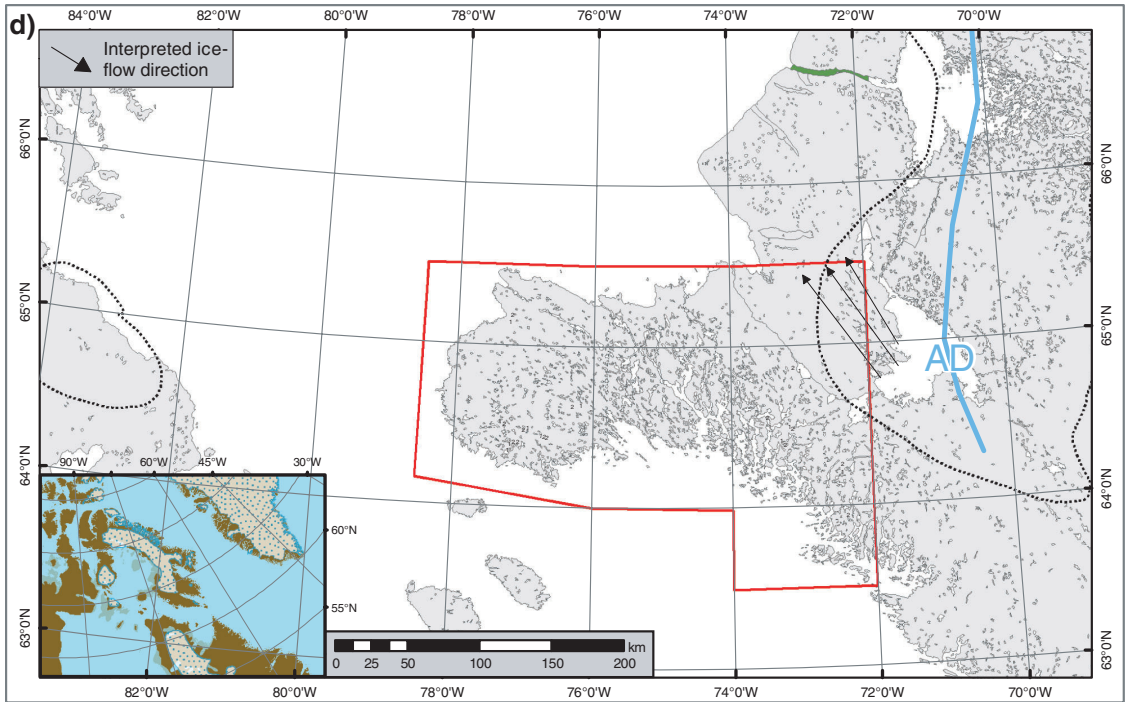 d)
84°0'W 82°0'W 80°0'W 78°0'W 76°0'W 74°0'W 72°0'W 70°0'W
Interpreted ice-
flow direction
66°0'N
65°0'N
64°0'N
63°0'N
66°0'N
65°0'N
64°0'N
63°0'N
AD
90°W 60°W 45°W 30°W
60°N
55°N
km
0 25 50 100 150 200
82°0'W 80°0'W 78°0'W 76°0'W 74°0'W 72°0'W 70°0'W